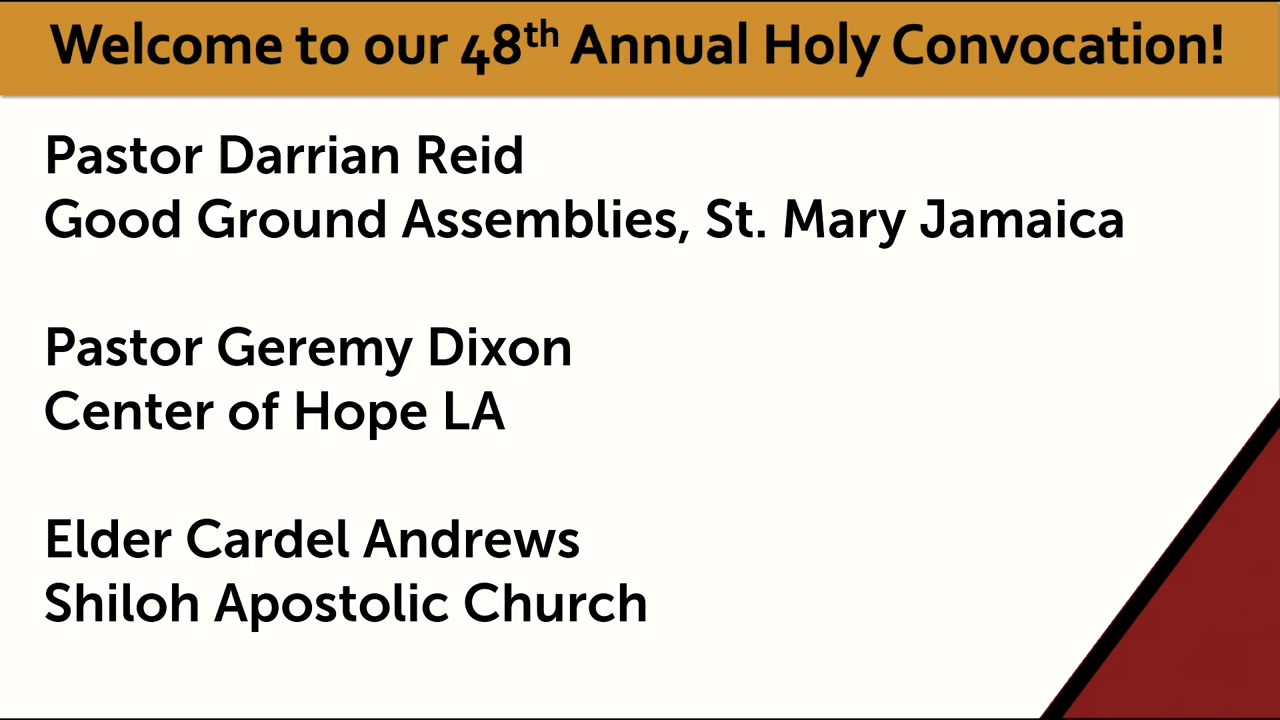 Welcome to our 48th Annual Holy Convocation!
Pastor Darrian Reid
Good Ground Assemblies, St. Mary Jamaica
Pastor Geremy Dixon
Center of Hope LA
Elder Cardel Andrews
Shiloh Apostolic Church